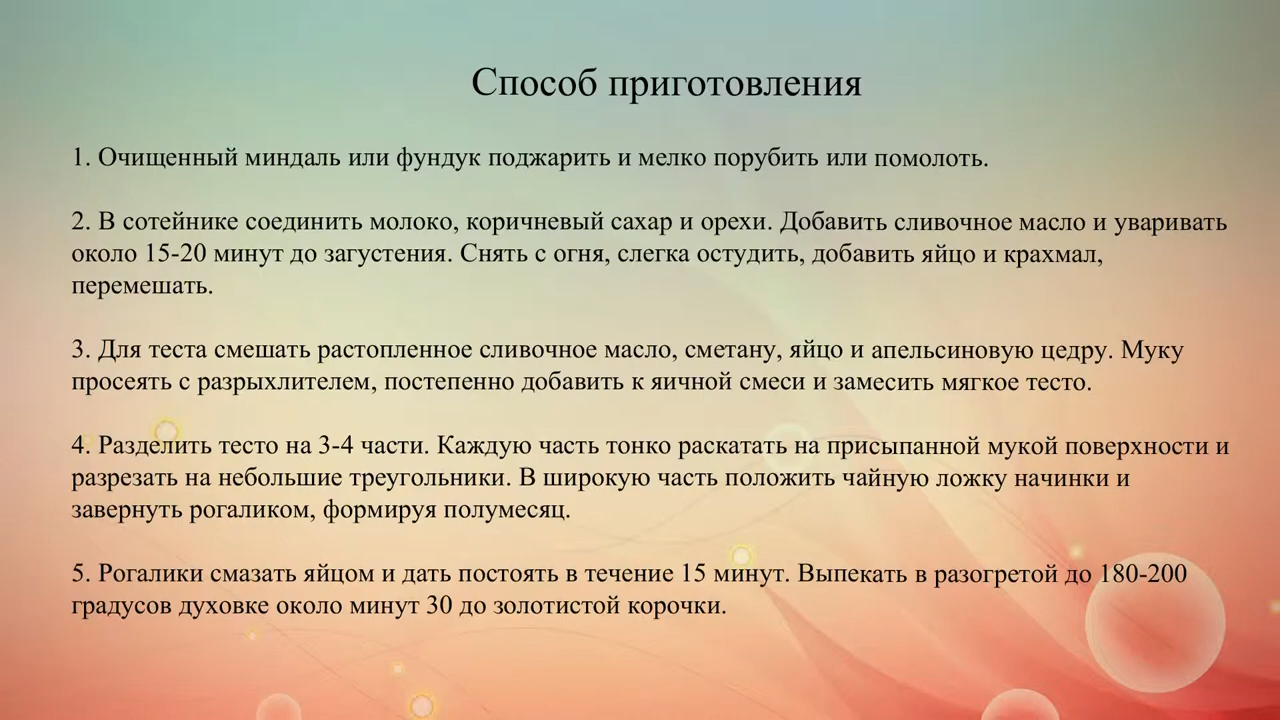 Способ приготовления
1. Очищенный миндаль или фундук поджарить и мелко порубить или помолоть.
2. В сотейнике соединить молоко, коричневый сахар и орехи. Добавить сливочное масло и уваривать
около 15-20 минут до загустения. Снять с огня, слегка остудить, добавить яйцо и крахмал,
перемешать.
3. Для теста смешать растопленное сливочное масло, сметану, яйцо и апельсиновую цедру. Муку
просеять с разрыхлителем, постепенно добавить к яичной смеси и замесить мягкое тесто.
4. Разделить тесто на 3-4 части. Каждую часть тонко раскатать на присыпанной мукой поверхности и
разрезать на небольшие треугольники. В широкую часть положить чайную ложку начинки и
завернуть рогаликом, формируя полумесяц.
5. Рогалики смазать яйцом и дать постоять в течение 15 минут. Выпекать в разогретой до 180-200
градусов духовке около минут 30 до золотистой корочки.